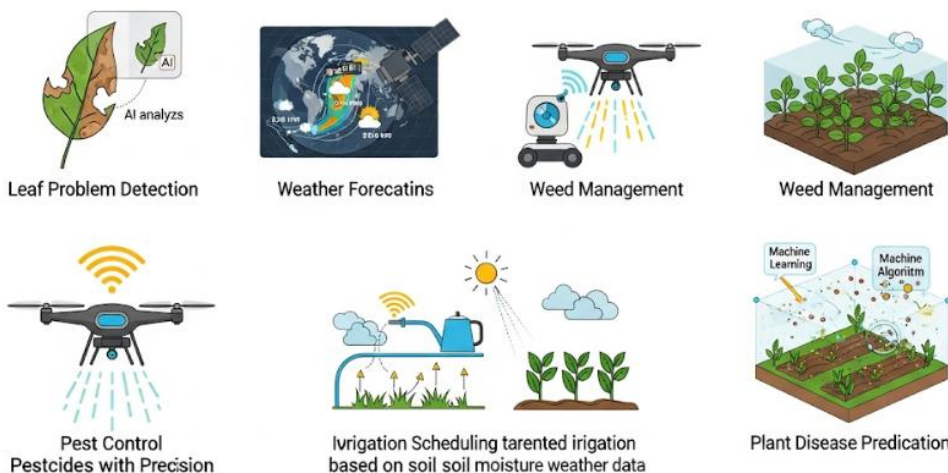 AI
AI analyzs
Leaf Problem Detection
Weather Forecatins
Weed Management
Weed Management
Pest Control
Pestcides with Precision
Ivrigation Scheduling tarented irigation
based on soil soil moisture weather data
Machine
Learning
Machine
Algoriitm
Plant Disease Predication